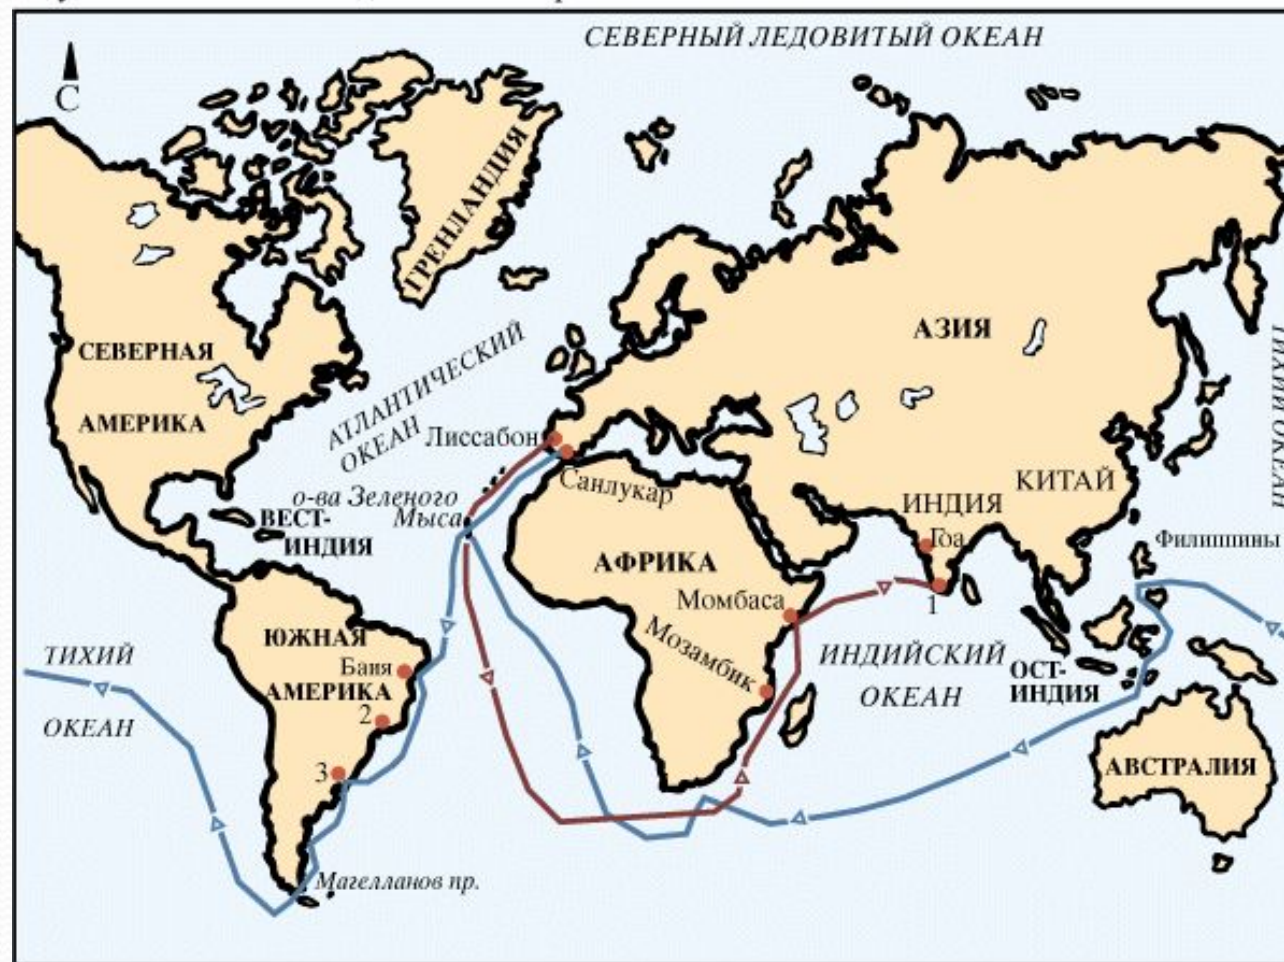 СЕВЕРНЫЙ ЛЕДОВИТЫЙ ОКЕАН
С
ГРЕНЛАНДИЯ
СЕВЕРНАЯ
АМЕРИКА
АЗИЯ
АТЛАНТИЧЕСКИЙ
ОКЕАН
ТИХИЙ ОКЕАН
Лиссабон
Санлукар
о-ва Зеленого
Мыса
ВЕСТ-
ИНДИЯ
КИТАЙ
ИНДИЯ
Гоа
Филиппины
АФРИКА
1
Момбаса
Мозамбик
ЮЖНАЯ
АМЕРИКА
Баия
2
3
ТИХИЙ
ОКЕАН
ИНДИЙСКИЙ
ОКЕАН
ОСТ-
ИНДИЯ
АВСТРАЛИЯ
Магелланов пр.